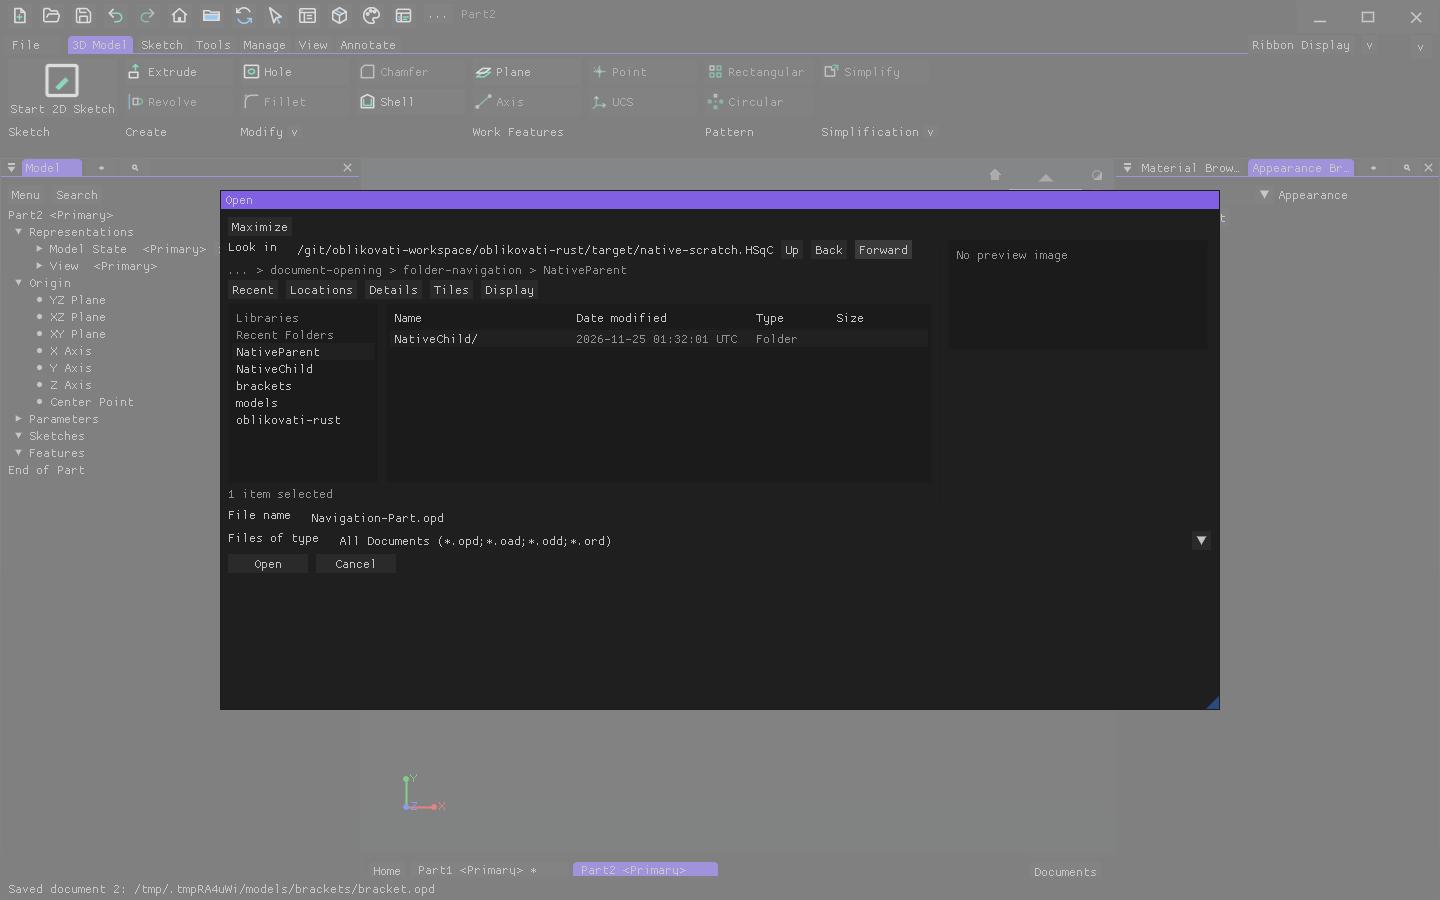 ... Part2
File 3D Model Sketch Tools Manage View Annotate Ribbon Display v v
Extrude Hole Chamfer Plane Point Rectangular Simplify
Start 2D Sketch Revolve Fillet Shell Axis UCS Circular
Sketch Create Modify v Work Features Pattern Simplification v
Model Material Brow… Appearance Br…
Menu Search
Appearance
Part2 <Primary>
Representations
Model State <Primary>
View <Primary>
Origin
YZ Plane
XZ Plane
XY Plane
X Axis
Y Axis
Z Axis
Center Point
Parameters
Sketches
Features
End of Part
Open
Maximize
Look in /git/oblikovati-workspace/oblikovati-rust/target/native-scratch.HSqC Up Back Forward
No preview image
... > document-opening > folder-navigation > NativeParent
Recent Locations Details Tiles Display
Libraries
Recent Folders
NativeParent
NativeChild
brackets
models
oblikovati-rust
Name Date modified Type Size
NativeChild/ 2026-11-25 01:32:01 UTC Folder
1 item selected
File name Navigation-Part.opd
Files of type All Documents (*.opd;*.oad;*.odd;*.ord)
Open Cancel
Y
Z X
Home Part1 <Primary> * Part2 <Primary> Documents
Saved document 2: /tmp/.tmpRA4uWi/models/brackets/bracket.opd